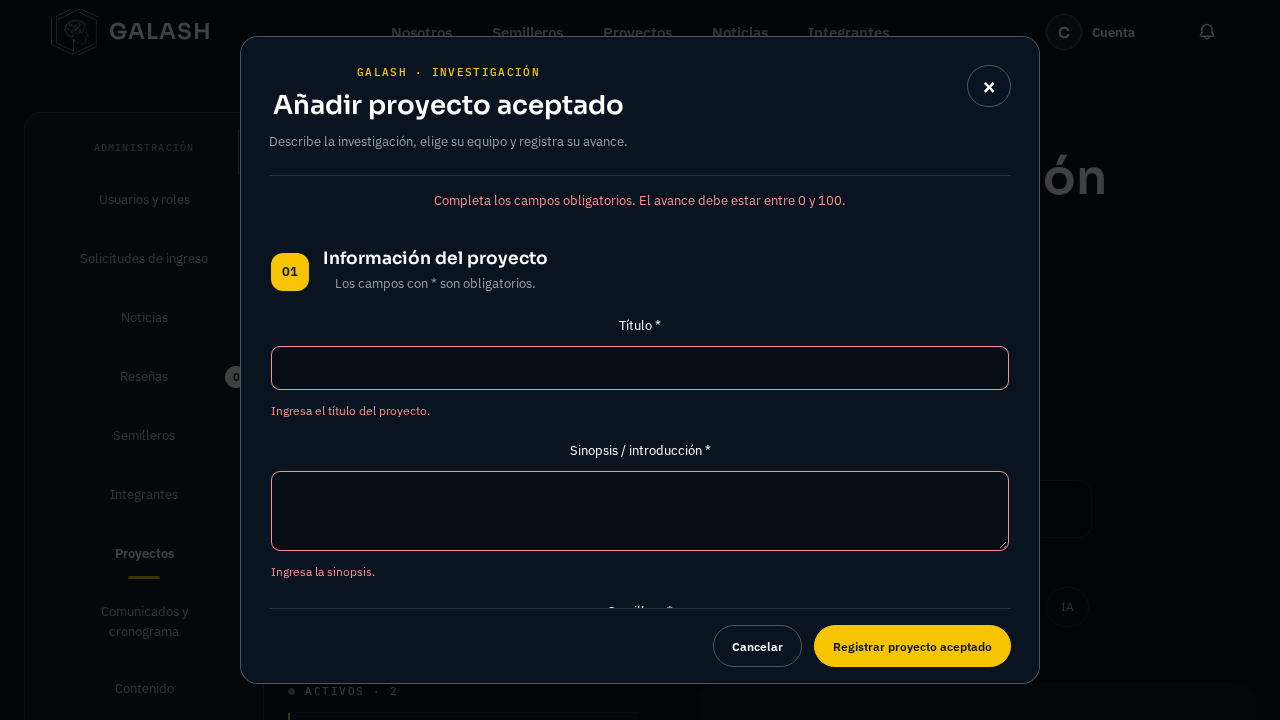 GALASH
Nosotros
Semilleros
Proyectos
Noticias
Integrantes
C
Cuenta
GALASH · INVESTIGACIÓN
Añadir proyecto aceptado
Describe la investigación, elige su equipo y registra su avance.
×
Completa los campos obligatorios. El avance debe estar entre 0 y 100.
01
Información del proyecto
Los campos con * son obligatorios.
Título *
Ingresa el título del proyecto.
Sinopsis / introducción *
Ingresa la sinopsis.
Cancelar
Registrar proyecto aceptado
ADMINISTRACIÓN
Usuarios y roles
Solicitudes de ingreso
Noticias
Reseñas
0
Semilleros
Integrantes
Proyectos
Comunicados y
cronograma
Contenido
ón
IA
ACTIVOS · 2